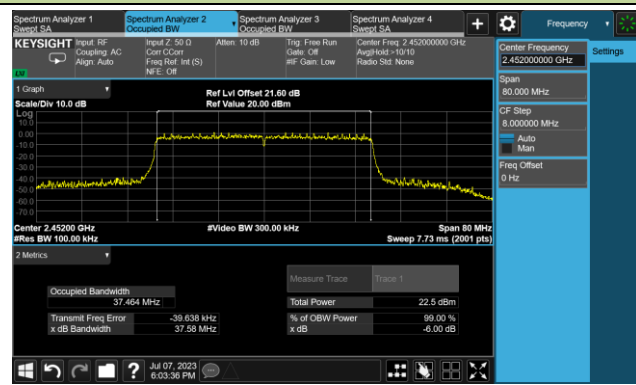 Spectrum Analyzer 1
Swept SA
Spectrum Analyzer 2
Occupied BW
Spectrum Analyzer 3
Occupied BW
Spectrum Analyzer 4
Swept SA
+
Frequency
KEYSIGHT
Input: RF
Coupling: AC
Align: Auto
Input Z: 50 Ω
Corr CCorr
Freq Ref: Int (S)
NFE: Off
Atten: 10 dB
Trig: Free Run
Gate: Off
#IF Gain: Low
Center Freq: 2.452000000 GHz
Avg|Hold:>10/10
Radio Std: None
Center Frequency
2.452000000 GHz
Settings
Span
80.000 MHz
CF Step
8.000000 MHz
Auto
Man
Freq Offset
0 Hz
LXI
1 Graph
Scale/Div 10.0 dB
Ref Lvl Offset 21.60 dB
Ref Value 20.00 dBm
Log
10.0
0.00
-10.0
-20.0
-30.0
-40.0
-50.0
-60.0
-70.0
Center 2.45200 GHz
#Res BW 100.00 kHz
#Video BW 300.00 kHz
Span 80 MHz
Sweep 7.73 ms (2001 pts)
2 Metrics
Measure Trace
Trace 1
Occupied Bandwidth
37.464 MHz
Total Power
22.5 dBm
Transmit Freq Error
-39.638 kHz
% of OBW Power
99.00 %
x dB Bandwidth
37.58 MHz
x dB
-6.00 dB
?
Jul 07, 2023
6:03:36 PM